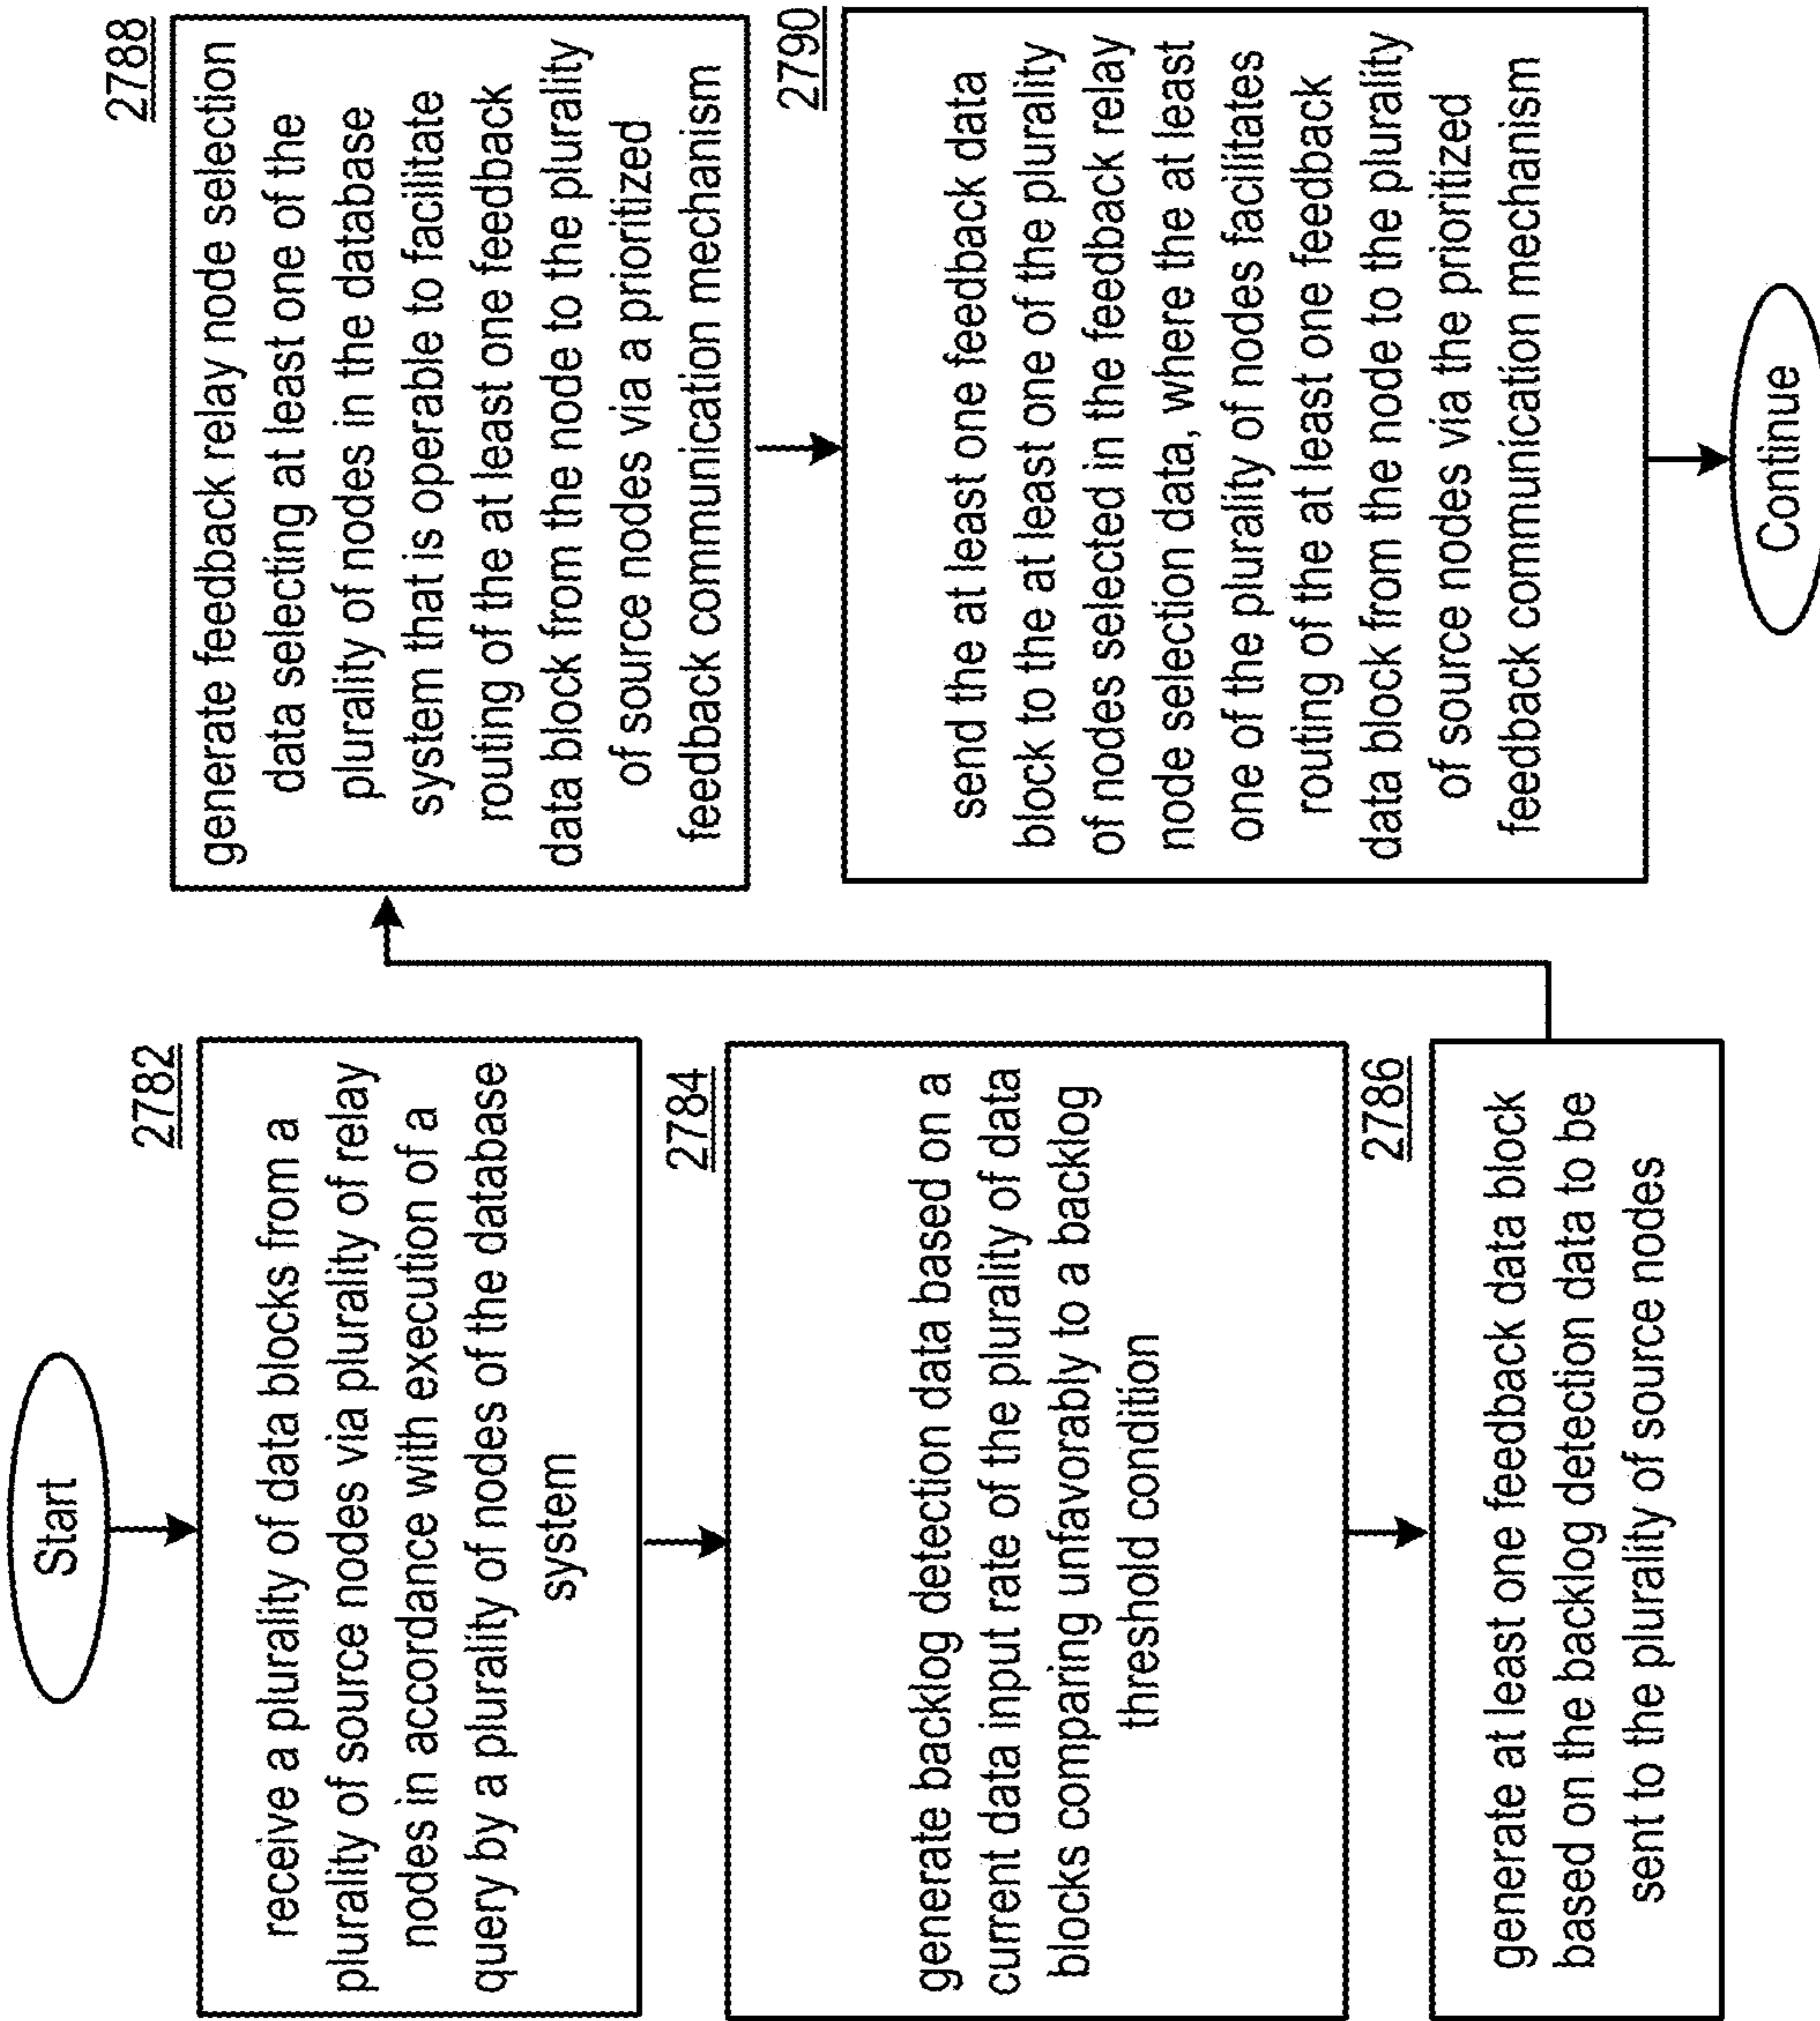 Start
2782
receive a plurality of data blocks from a
plurality of source nodes via plurality of relay
nodes in accordance with execution of a
query by a plurality of nodes of the database
system
2784
generate backlog detection data based on a
current data input rate of the plurality of data
blocks comparing unfavorably to a backlog
threshold condition
2786
generate at least one feedback data block
based on the backlog detection data to be
sent to the plurality of source nodes
2788
generate feedback relay node selection
data selecting at least one of the
plurality of nodes in the database
system that is operable to facilitate
routing of the at least one feedback
data block from the node to the plurality
of source nodes via a prioritized
feedback communication mechanism
2790
send the at least one feedback data
block to the at least one of the plurality
of nodes selected in the feedback relay
node selection data, where the at least
one of the plurality of nodes facilitates
routing of the at least one feedback
data block from the node to the plurality
of source nodes via the prioritized
feedback communication mechanism
Continue